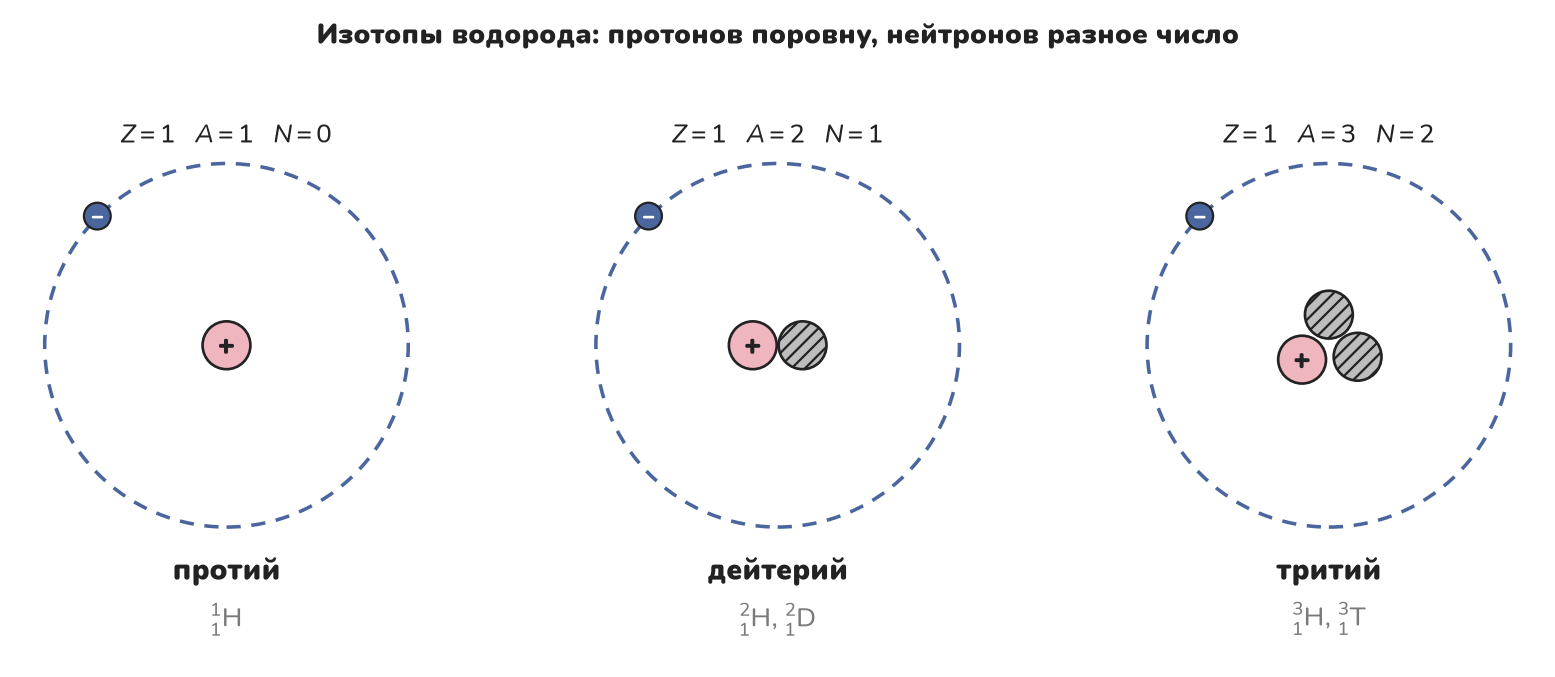 Изотопы водорода: протонов поровну, нейтронов разное число
Z = 1 A = 1 N = 0
Z = 1 A = 2 N = 1
Z = 1 A = 3 N = 2
−
−
−
+
+
+
протий
дейтерий
тритий
¹₁H
²₁H, ²₁D
³₁H, ³₁T